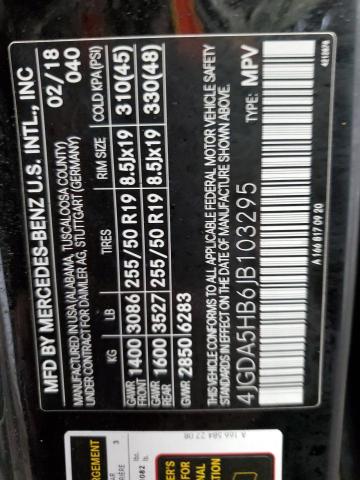 MFD BY MERCEDES-BENZ U.S. INTL., INC
MANUFACTURED IN USA (ALABAMA, TUSCALOOSA COUNTY) 02/18
UNDER CONTRACT FOR DAIMLER AG, STUTTGART (GERMANY) 040
KG LB RIM SIZE COLD KPA(PSI)
GAWR FRONT 1400 3086 255/50 R19 8.5Jx19 310(45)
GAWR REAR 1600 3527 255/50 R19 8.5Jx19 330(48)
GVWR 2850 6283
THIS VEHICLE CONFORMS TO ALL APPLICABLE FEDERAL MOTOR VEHICLE SAFETY
STANDARDS IN EFFECT ON THE DATE OF MANUFACTURE SHOWN ABOVE.
4JGDA5HB6JB103295 TYPE: MPV
A 166 817 09 20
A 166 584 27 08
3
lbs.